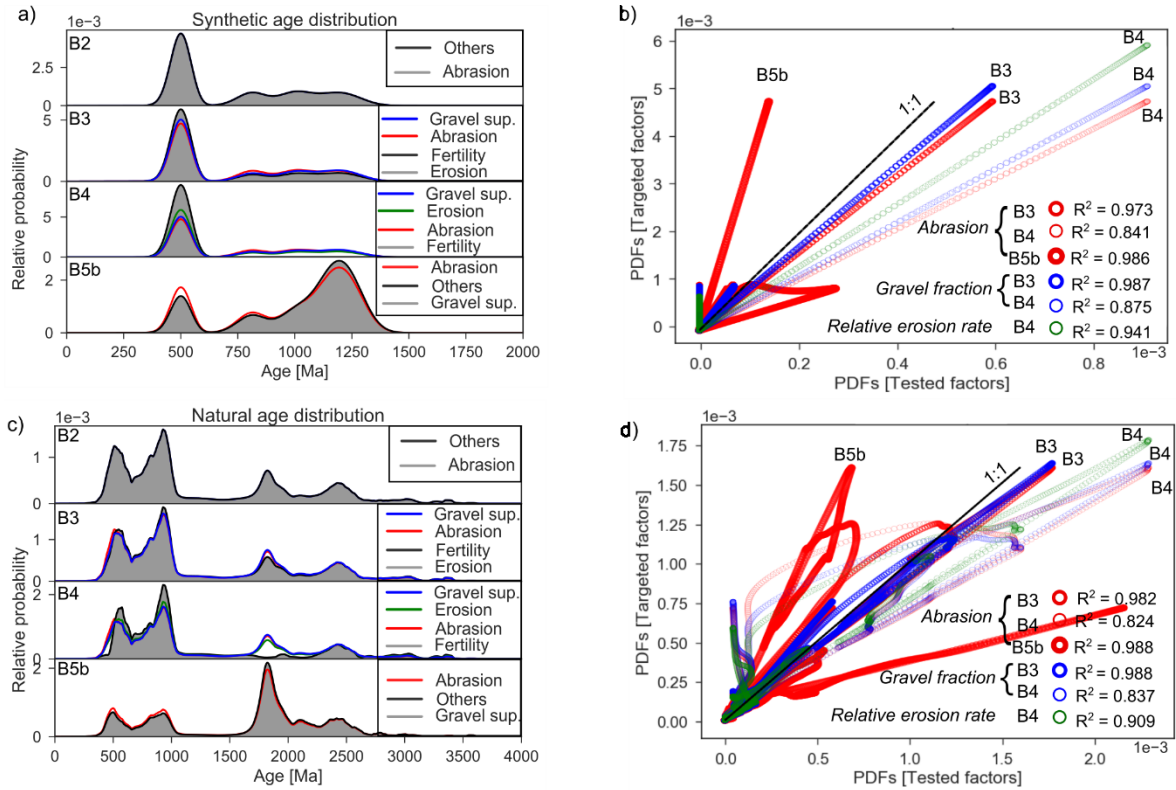 a)
Synthetic age distribution
1e−3
B2
Others
Abrasion
2.5
0
B3
Gravel sup.
Abrasion
Fertility
Erosion
5
0
B4
Gravel sup.
Erosion
Abrasion
Fertility
5
0
B5b
Abrasion
Others
Gravel sup.
2
0
0 250 500 750 1000 1250 1500 1750 2000
Age [Ma]
Relative probability
b)
1e−3
6
5
4
3
2
1
0
PDFs [Targeted factors]
B5b
1:1
B3
B3
B4
B4
B4
Abrasion
B3 R² = 0.973
B4 R² = 0.841
B5b R² = 0.986
Gravel fraction
B3 R² = 0.987
B4 R² = 0.875
Relative erosion rate B4 R² = 0.941
0 0.2 0.4 0.6 0.8
1e−3
PDFs [Tested factors]
c)
Natural age distribution
1e−3
B2
Others
Abrasion
1
0
B3
Gravel sup.
Abrasion
Fertility
Erosion
1
0
B4
Gravel sup.
Erosion
Abrasion
Fertility
2
0
B5b
Abrasion
Others
Gravel sup.
2
0
0 500 1000 1500 2000 2500 3000 3500 4000
Age [Ma]
Relative probability
d)
1e−3
1.75
1.50
1.25
1.00
0.75
0.50
0.25
0.00
PDFs [Targeted factors]
B5b
1:1
B3
B3
B4
B4
B4
Abrasion
B3 R² = 0.982
B4 R² = 0.824
B5b R² = 0.988
Gravel fraction
B3 R² = 0.988
B4 R² = 0.837
Relative erosion rate B4 R² = 0.909
0.0 0.5 1.0 1.5 2.0
1e−3
PDFs [Tested factors]